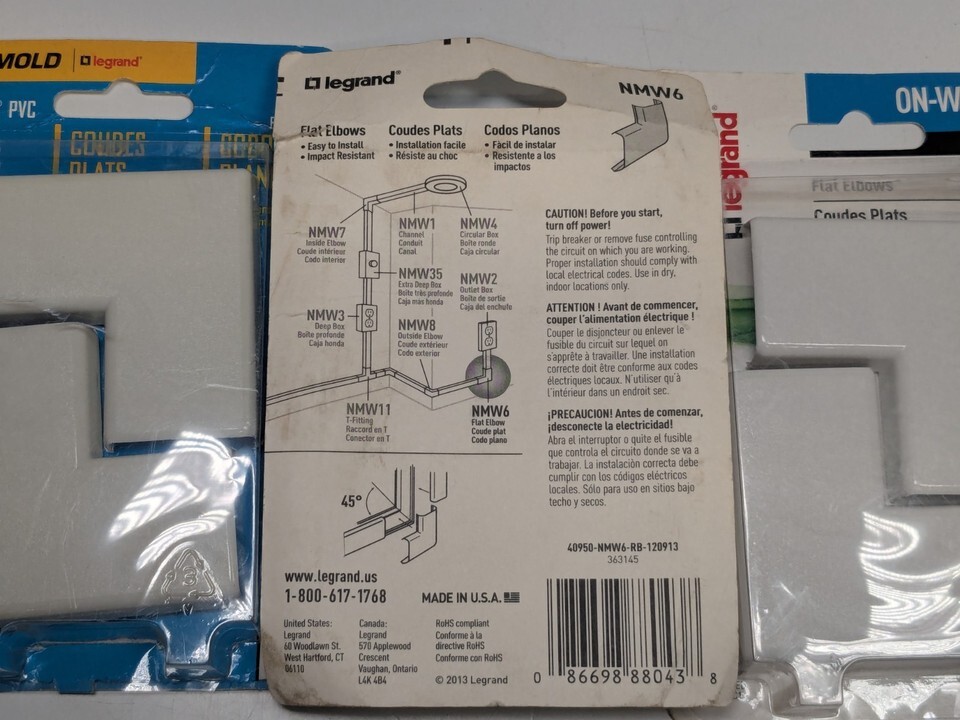 MOLD legrand®
PVC
COUDES
PLATS
legrand®
NMW6
Flat Elbows
• Easy to Install
• Impact Resistant
Coudes Plats
• Installation facile
• Résiste au choc
Codos Planos
• Fácil de instalar
• Resistente a los
impactos
NMW7
Inside Elbow
Coude intérieur
Codo interior
NMW1
Channel
Conduit
Canal
NMW4
Circular Box
Boîte ronde
Caja circular
NMW35
Extra Deep Box
Boîte très profonde
Caja mas honda
NMW2
Outlet Box
Boîte de sortie
Caja del enchufe
NMW3
Deep Box
Boîte profonde
Caja honda
NMW8
Outside Elbow
Coude extérieur
Codo exterior
NMW11
T-Fitting
Raccord en T
Conector en T
NMW6
Flat Elbow
Coude plat
Codo plano
45°
CAUTION! Before you start,
turn off power!
Trip breaker or remove fuse controlling
the circuit on which you are working.
Proper installation should comply with
local electrical codes. Use in dry,
indoor locations only.
ATTENTION ! Avant de commencer,
couper l'alimentation électrique !
Couper le disjoncteur ou enlever le
fusible du circuit sur lequel on
s'apprête à travailler. Une installation
correcte doit être conforme aux codes
électriques locaux. N'utiliser qu'à
l'intérieur dans un endroit sec.
¡PRECAUCION! Antes de comenzar,
¡desconecte la electricidad!
Abra el interruptor o quite el fusible
que controla el circuito donde se va a
trabajar. La instalación correcta debe
cumplir con los códigos eléctricos
locales. Sólo para uso en sitios bajo
techo y secos.
40950-NMW6-RB-120913
363145
www.legrand.us
1-800-617-1768
MADE IN U.S.A.
United States:
Legrand
60 Woodlawn St.
West Hartford, CT
06110
Canada:
Legrand
570 Applewood
Crescent
Vaughan, Ontario
L4K 4B4
RoHS compliant
Conforme à la
directive RoHS
Conforme con RoHS
© 2013 Legrand
0 86698 88043 8
ON-W
legrand
Flat Elbows
Coudes Plats
3